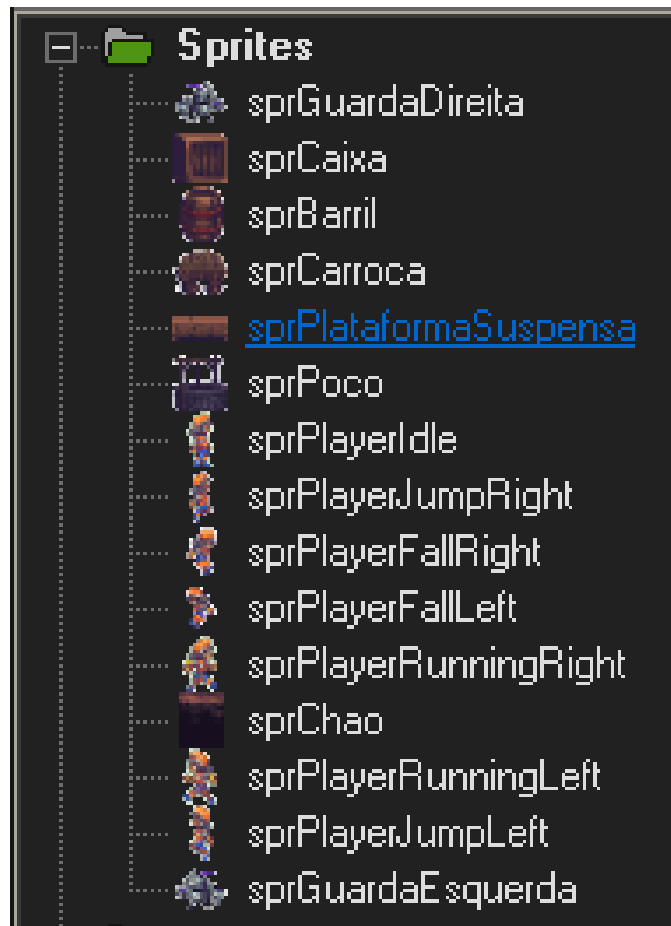 Sprites
sprGuardaDireita
sprCaixa
sprBarril
sprCarroca
sprPlataformaSuspensa
sprPoco
sprPlayerIdle
sprPlayerJumpRight
sprPlayerFallRight
sprPlayerFallLeft
sprPlayerRunningRight
sprChao
sprPlayerRunningLeft
sprPlayerJumpLeft
sprGuardaEsquerda